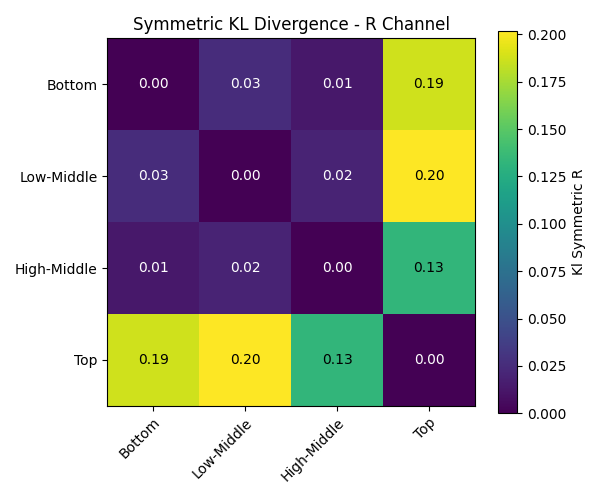 Symmetric KL Divergence - R Channel
Bottom 0.00 0.03 0.01 0.19
Low-Middle 0.03 0.00 0.02 0.20
High-Middle 0.01 0.02 0.00 0.13
Top 0.19 0.20 0.13 0.00
Bottom Low-Middle High-Middle Top
0.200
0.175
0.150
0.125
0.100
0.075
0.050
0.025
0.000
Kl Symmetric R